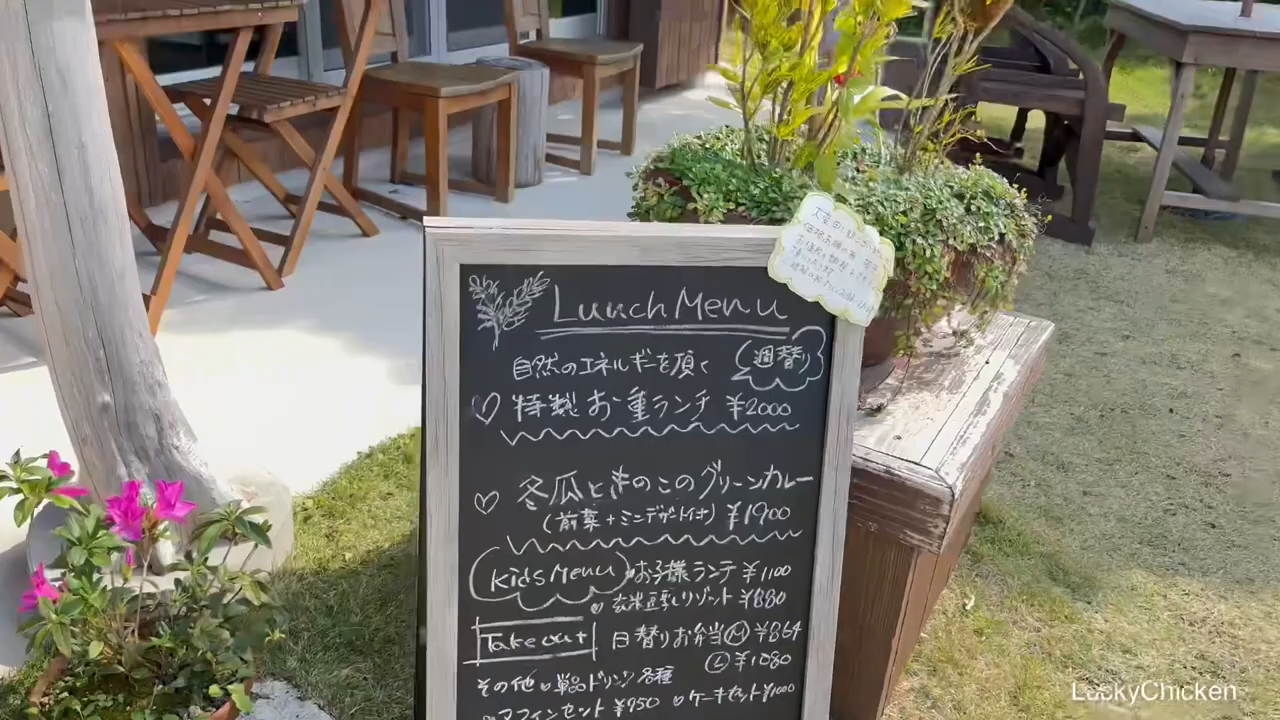 Lunch Menu
自然のエネルギーを頂く 週替り
特製お重ランチ ¥2000
冬瓜ときのこのグリーンカレー
(前菜+ミニデザート付) ¥1900
Kids Menu お子様ランチ ¥1100
玄米豆乳リゾット ¥880
Take out 日替りお弁当 M ¥864
L ¥1080
その他 単品ドリンク各種
マフィンセット ¥950 ケーキセット ¥1000
LuckyChicken